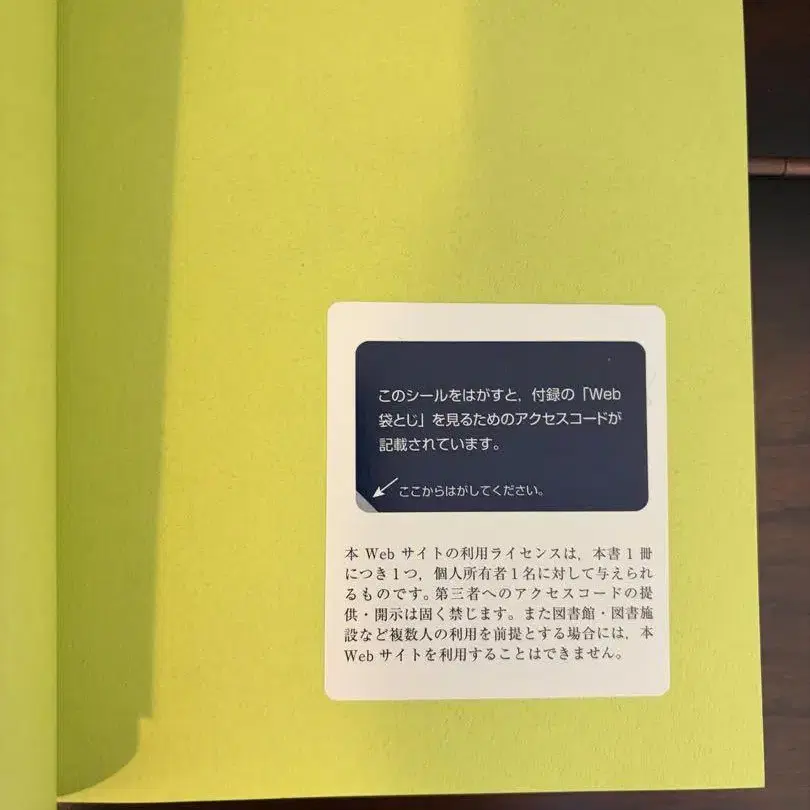 このシールをはがすと，付録の「Web
袋とじ」を見るためのアクセスコードが
記載されています。
ここからはがしてください。
本 Web サイトの利用ライセンスは，本書 1 冊
につき 1 つ，個人所有者 1 名に対して与えられ
るものです。第三者へのアクセスコードの提
供・開示は固く禁じます。また図書館・図書施
設など複数人の利用を前提とする場合には，本
Web サイトを利用することはできません。